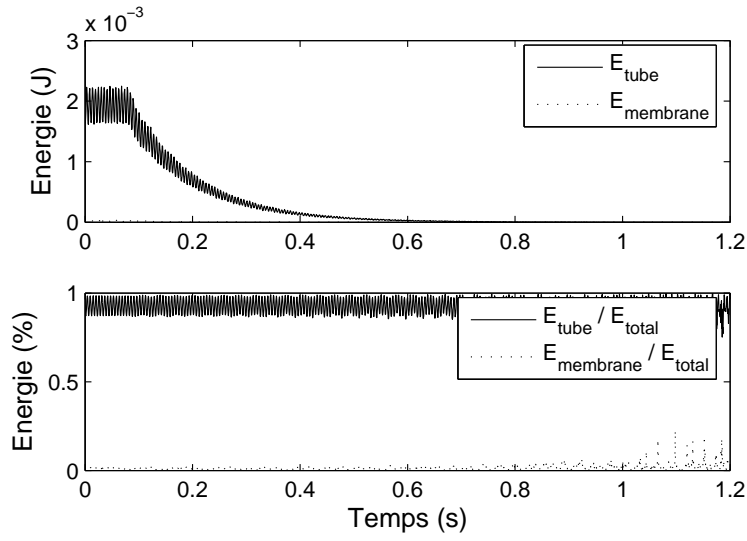 x 10⁻³
3
2
1
0
Energie (J)
E_tube
E_membrane
0 0.2 0.4 0.6 0.8 1 1.2
1
0.5
0
Energie (%)
E_tube / E_total
E_membrane / E_total
0 0.2 0.4 0.6 0.8 1 1.2
Temps (s)